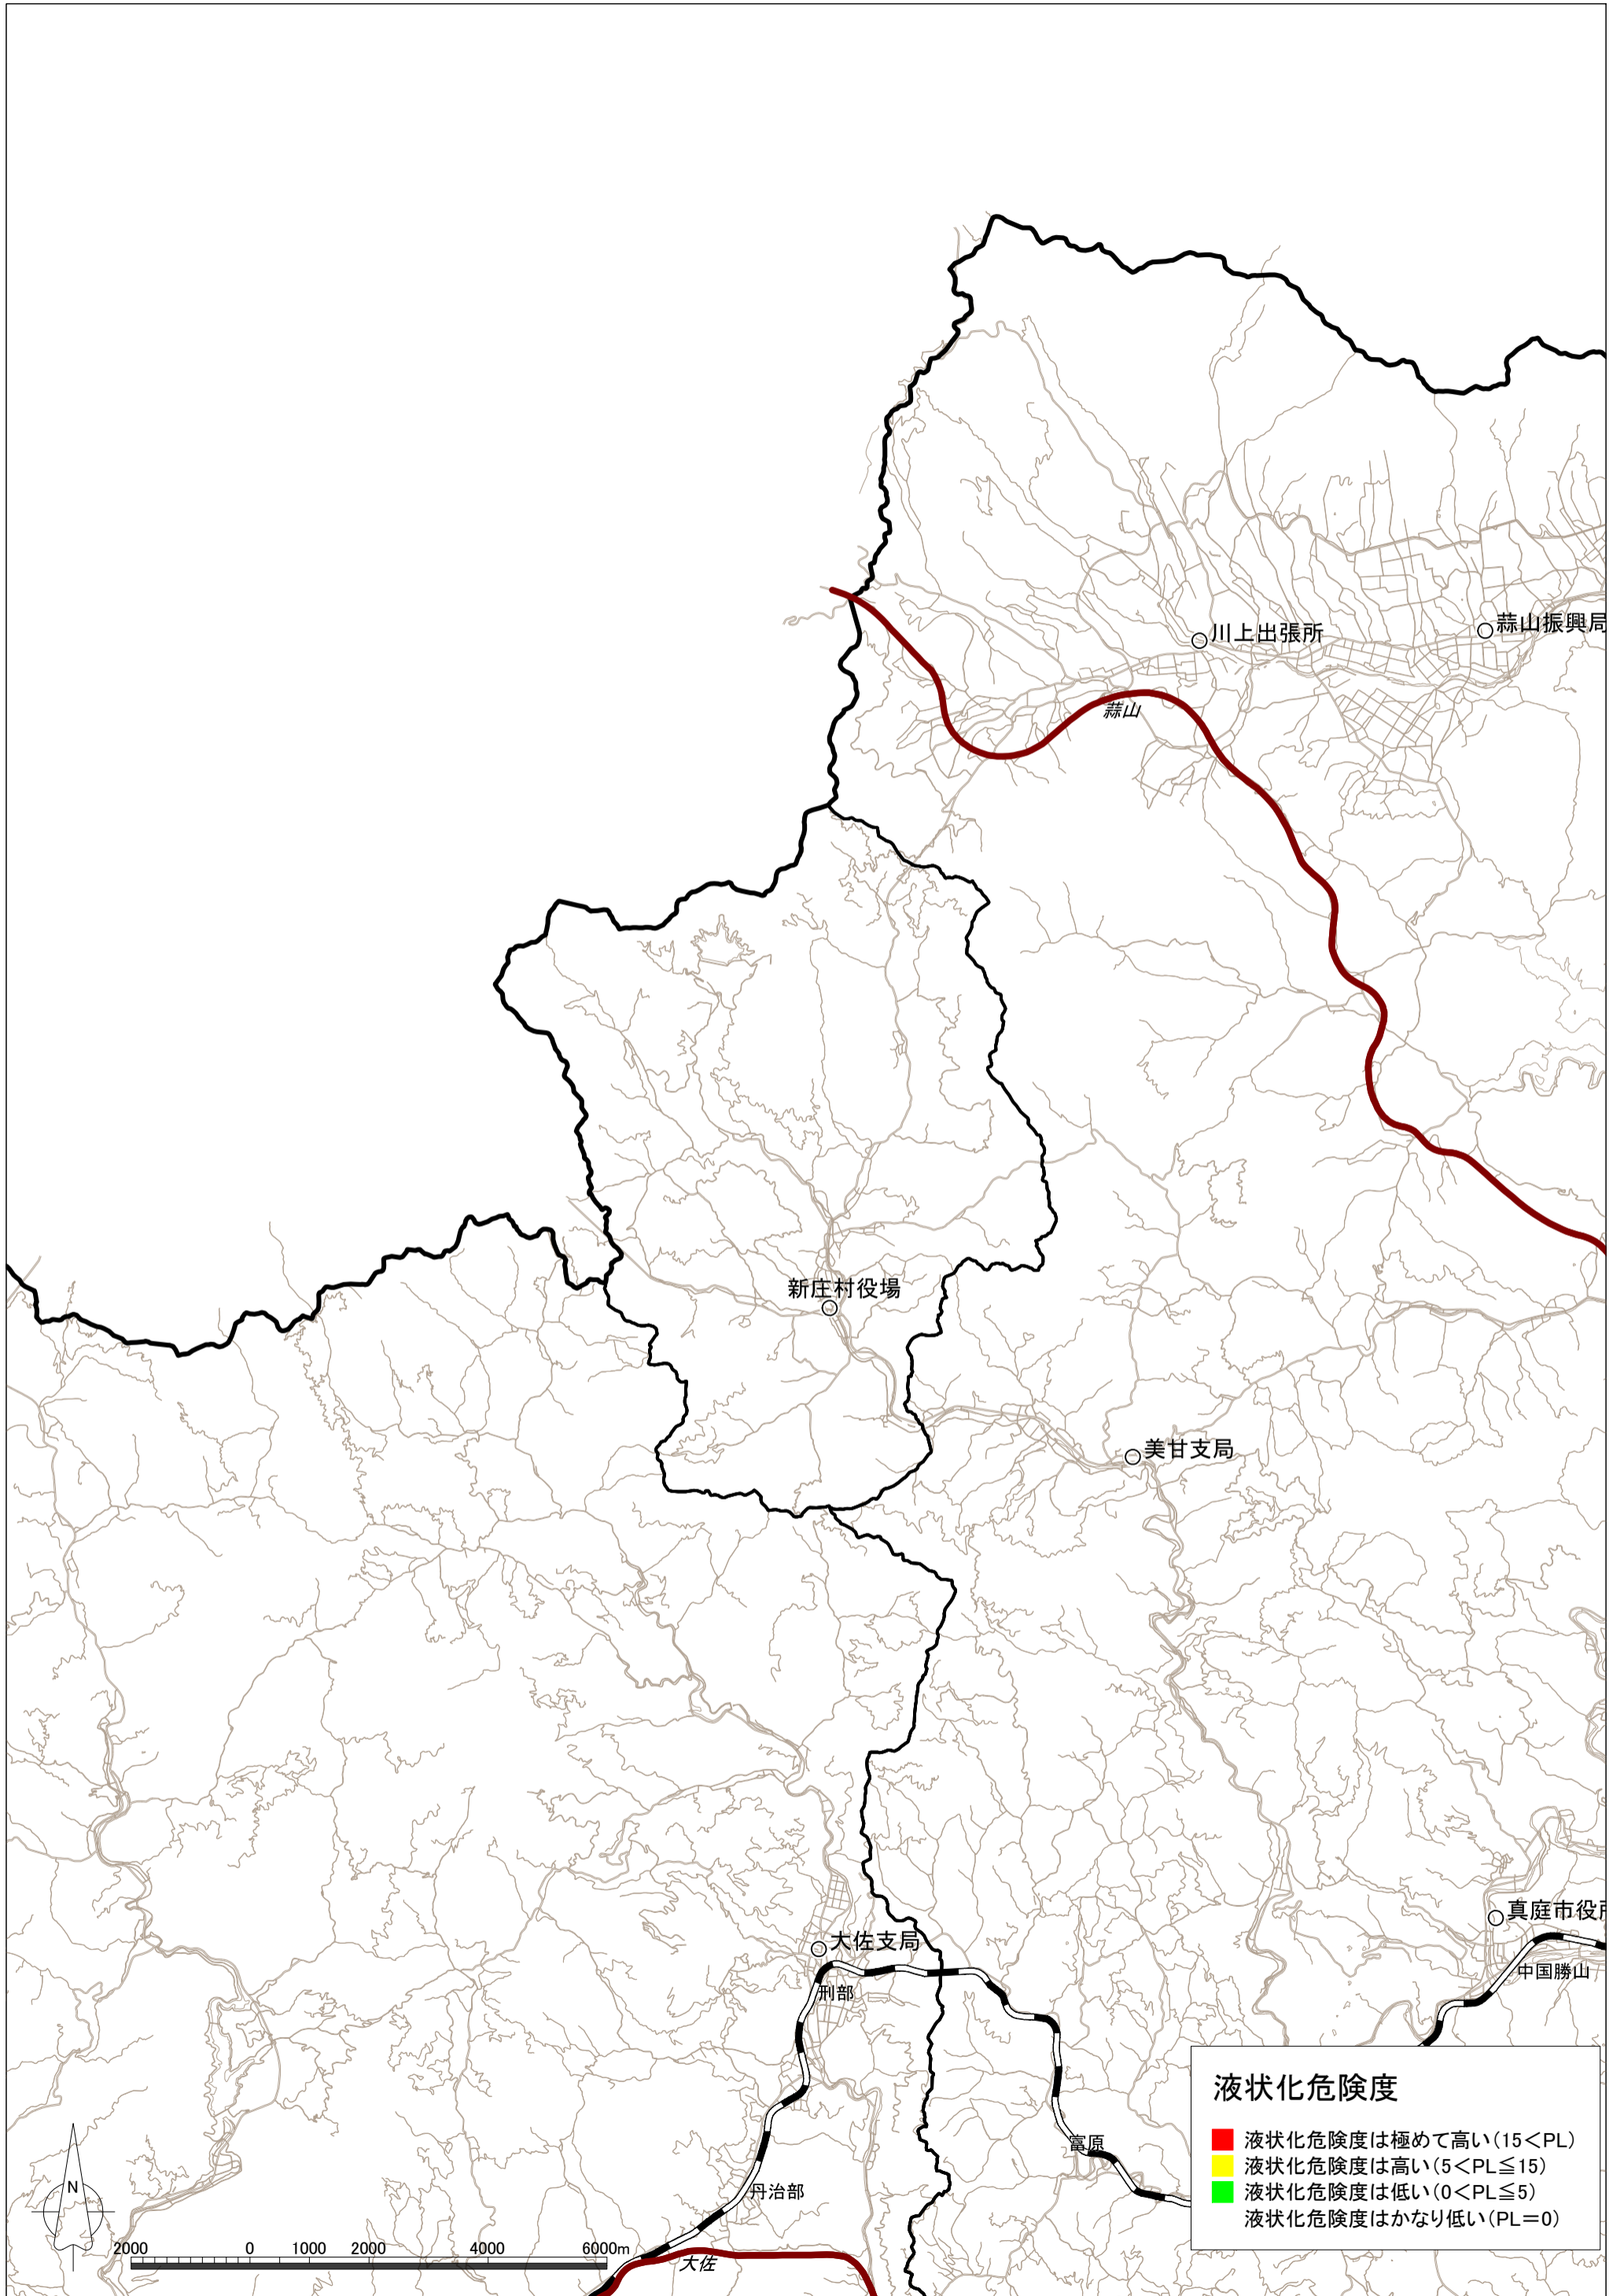 川上出張所
蒜山振興局
蒜山
新庄村役場
美甘支局
真庭市役
大佐支局
中国勝山
刑部
富原
丹治部
大佐
N
2000 0 1000 2000 4000 6000m
液状化危険度
液状化危険度は極めて高い(15<PL)
液状化危険度は高い(5<PL≦15)
液状化危険度は低い(0<PL≦5)
液状化危険度はかなり低い(PL=0)